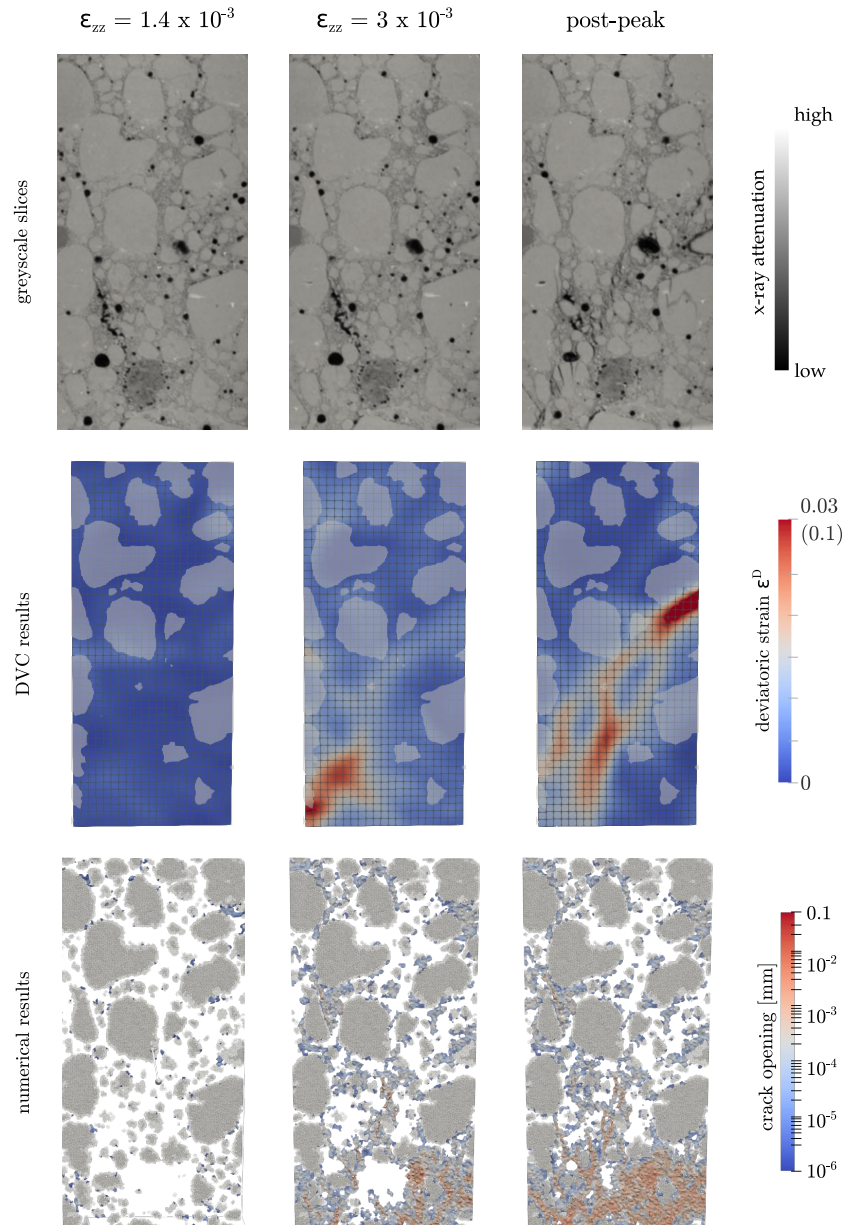 ε_zz = 1.4 x 10⁻³
ε_zz = 3 x 10⁻³
post-peak
greyscale slices
x-ray attenuation
high
low
DVC results
deviatoric strain ε^D
0.03
(0.1)
0
numerical results
crack opening [mm]
0.1
10⁻²
10⁻³
10⁻⁴
10⁻⁵
10⁻⁶